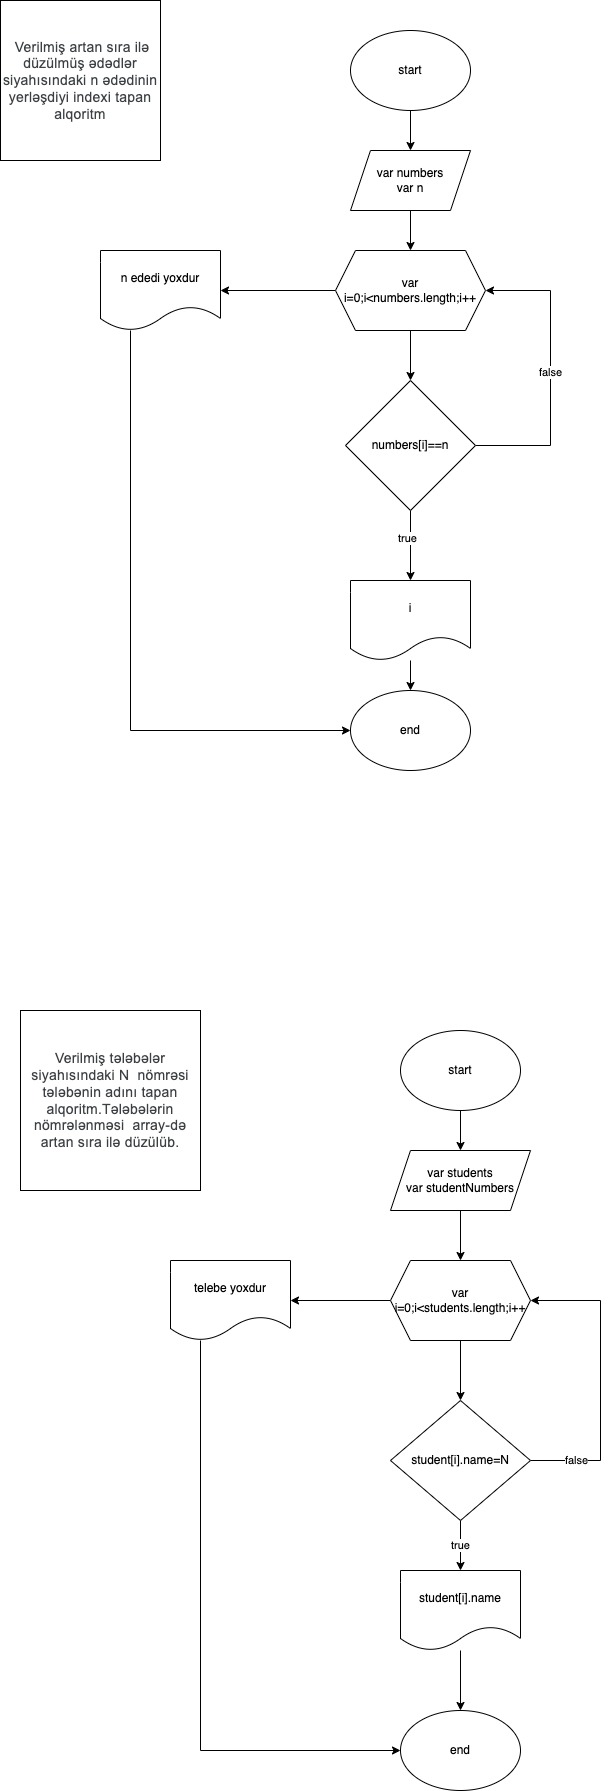 Verilmiş artan sıra ilə
düzülmüş ədədlər
siyahısındaki n ədədinin
yerləşdiyi indexi tapan
alqoritm
start
var numbers
var n
n ededi yoxdur
var
i=0;i<numbers.length;i++
false
numbers[i]==n
true
i
end
Verilmiş tələbələr
siyahısındaki N nömrəsi
tələbənin adını tapan
alqoritm.Tələbələrin
nömrələnməsi array-də
artan sıra ilə düzülüb.
start
var students
var studentNumbers
telebe yoxdur
var
i=0;i<students.length;i++
student[i].name=N
false
true
student[i].name
end